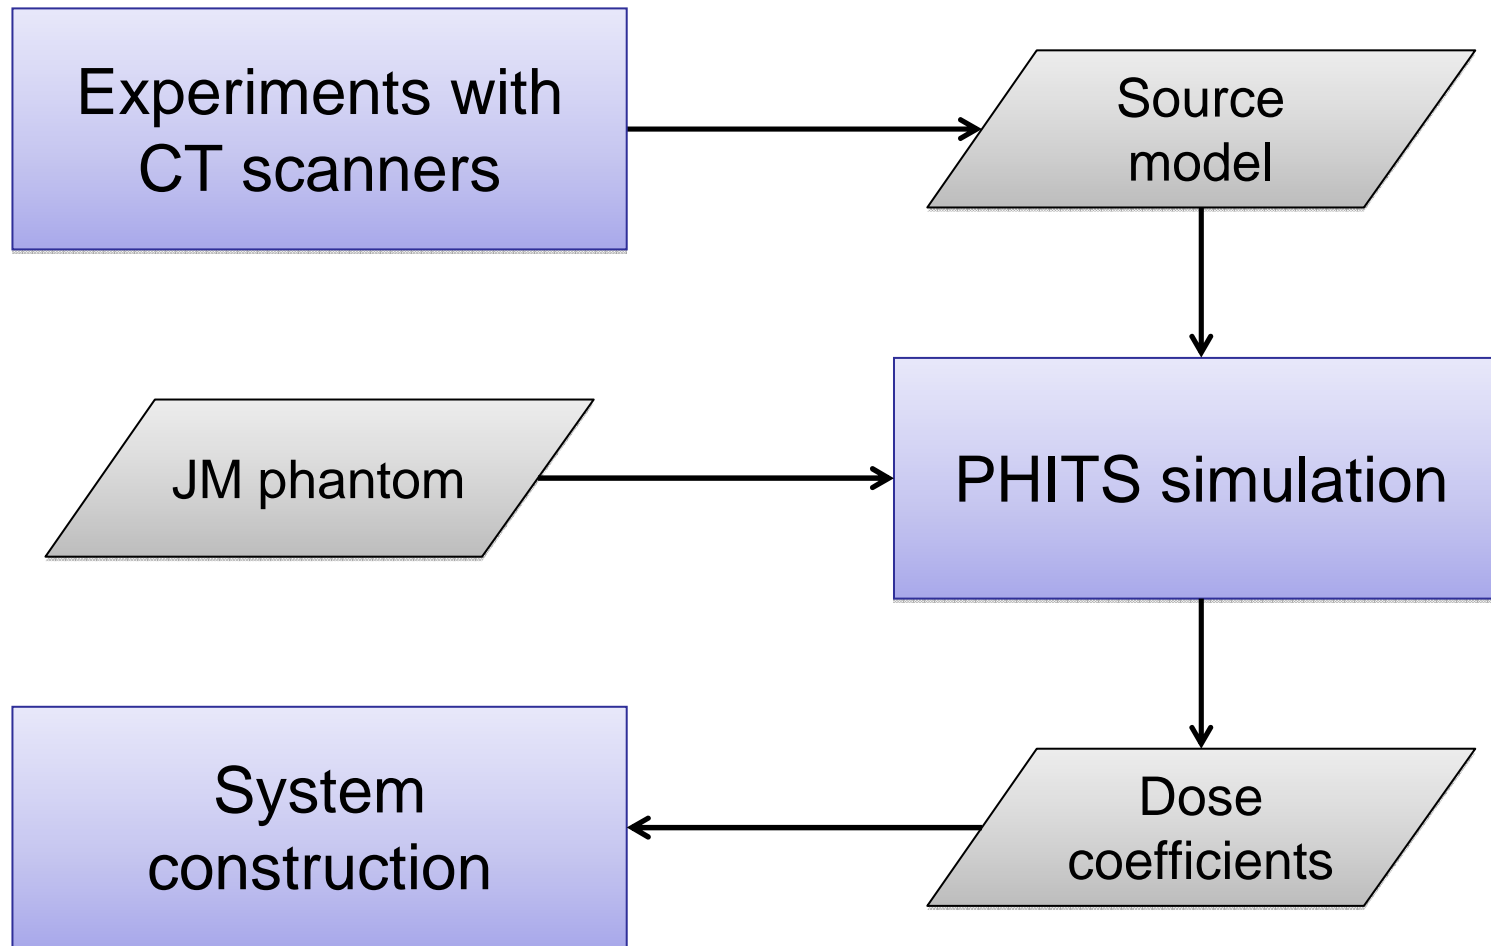 Experiments with
CT scanners
Source
model
JM phantom
PHITS simulation
System
construction
Dose
coefficients